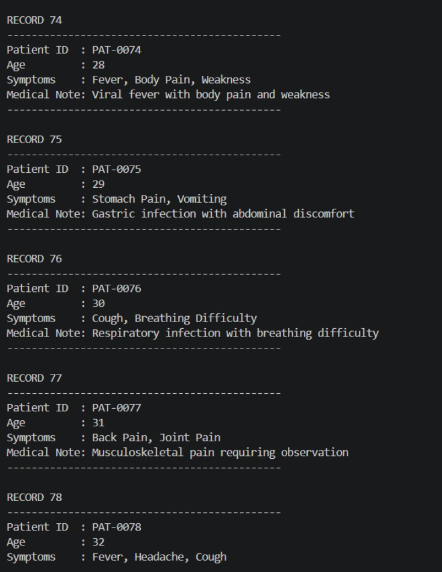 RECORD 74
-------------------------------------------
Patient ID  : PAT-0074
Age         : 28
Symptoms    : Fever, Body Pain, Weakness
Medical Note: Viral fever with body pain and weakness
-------------------------------------------
RECORD 75
-------------------------------------------
Patient ID  : PAT-0075
Age         : 29
Symptoms    : Stomach Pain, Vomiting
Medical Note: Gastric infection with abdominal discomfort
-------------------------------------------
RECORD 76
-------------------------------------------
Patient ID  : PAT-0076
Age         : 30
Symptoms    : Cough, Breathing Difficulty
Medical Note: Respiratory infection with breathing difficulty
-------------------------------------------
RECORD 77
-------------------------------------------
Patient ID  : PAT-0077
Age         : 31
Symptoms    : Back Pain, Joint Pain
Medical Note: Musculoskeletal pain requiring observation
-------------------------------------------
RECORD 78
-------------------------------------------
Patient ID  : PAT-0078
Age         : 32
Symptoms    : Fever, Headache, Cough